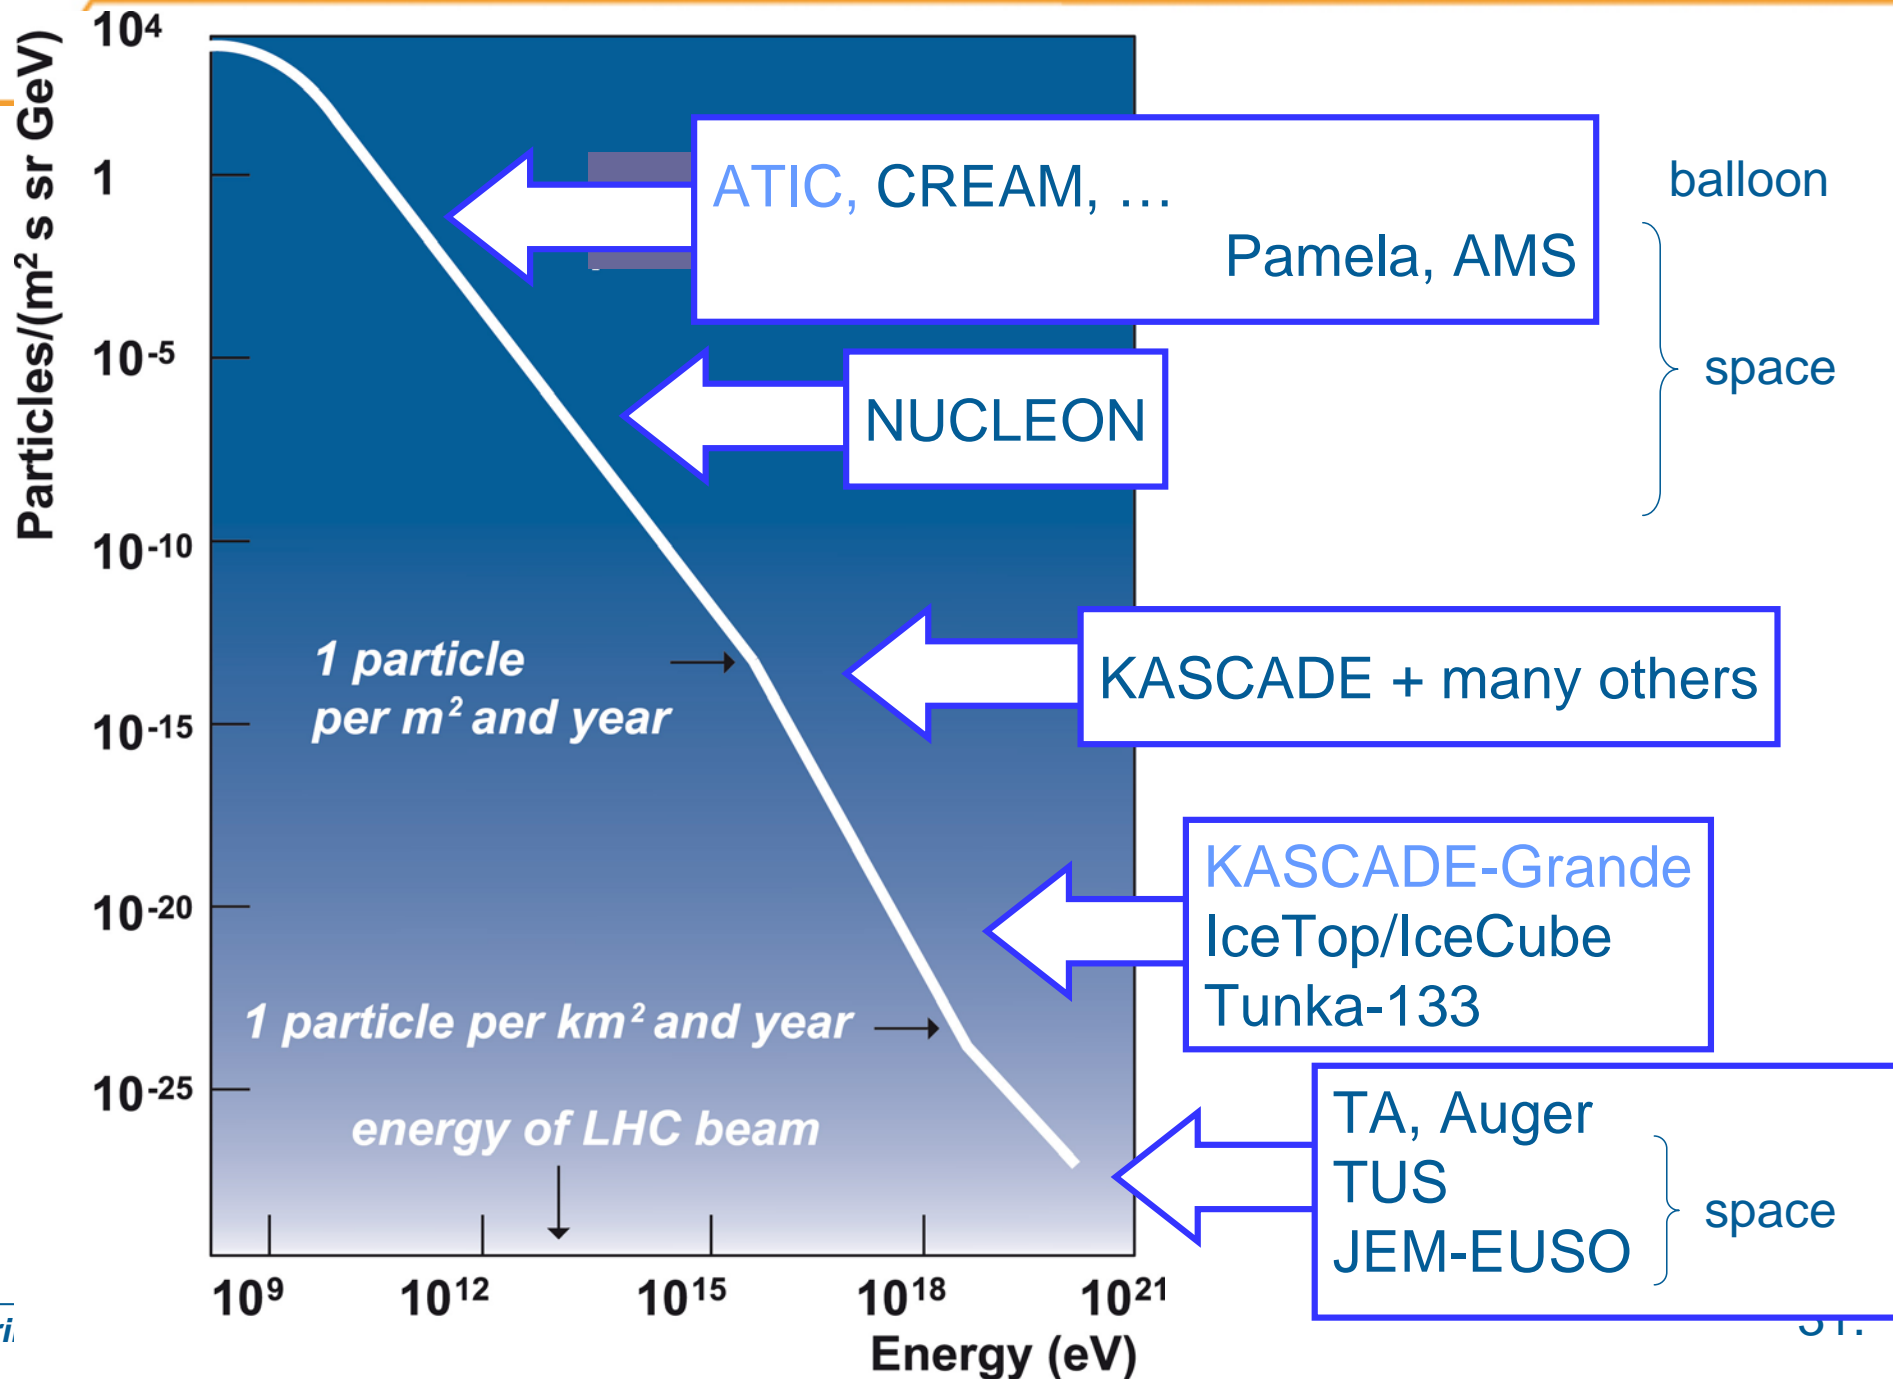 Particles/(m² s sr GeV)
10⁴
1
10⁻⁵
10⁻¹⁰
10⁻¹⁵
10⁻²⁰
10⁻²⁵
ATIC, CREAM, …
Pamela, AMS
balloon
space
NUCLEON
1 particle
per m² and year
KASCADE + many others
KASCADE-Grande
IceTop/IceCube
Tunka-133
1 particle per km² and year
energy of LHC beam
TA, Auger
TUS
JEM-EUSO
space
10⁹ 10¹² 10¹⁵ 10¹⁸ 10²¹
Energy (eV)